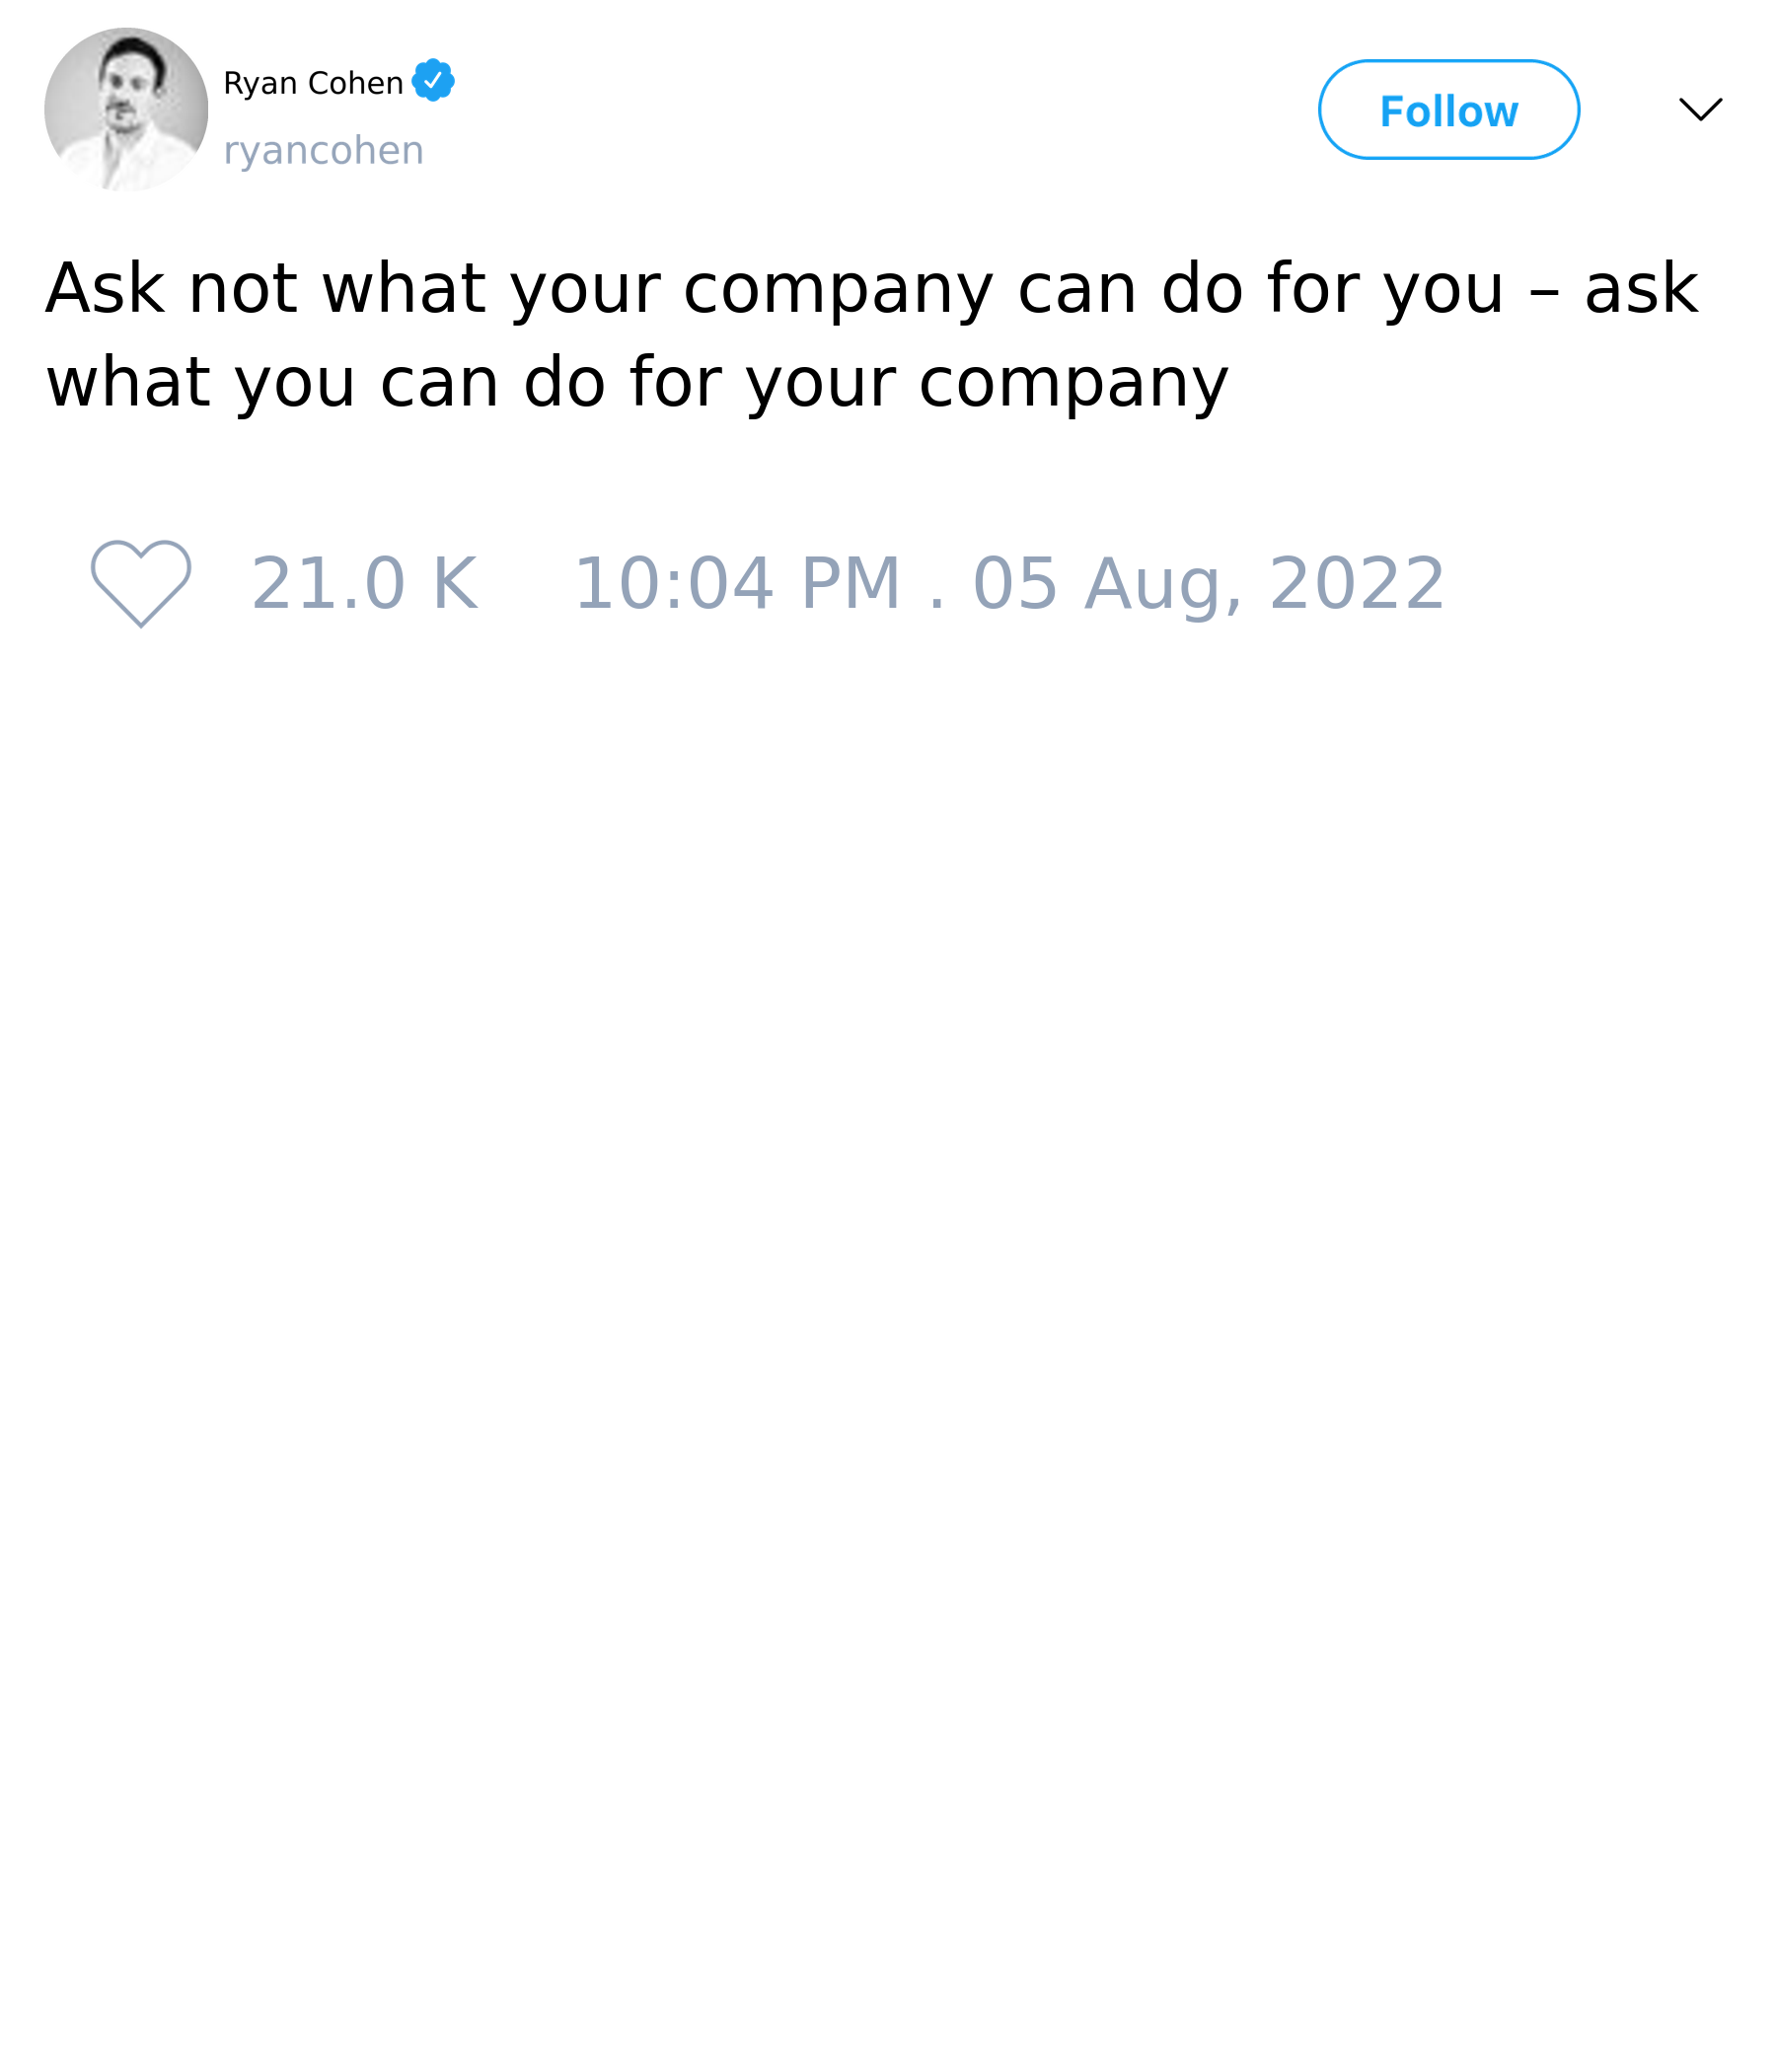 Ryan Cohen
ryancohen
Follow
Ask not what your company can do for you – ask
what you can do for your company
21.0 K 10:04 PM . 05 Aug, 2022